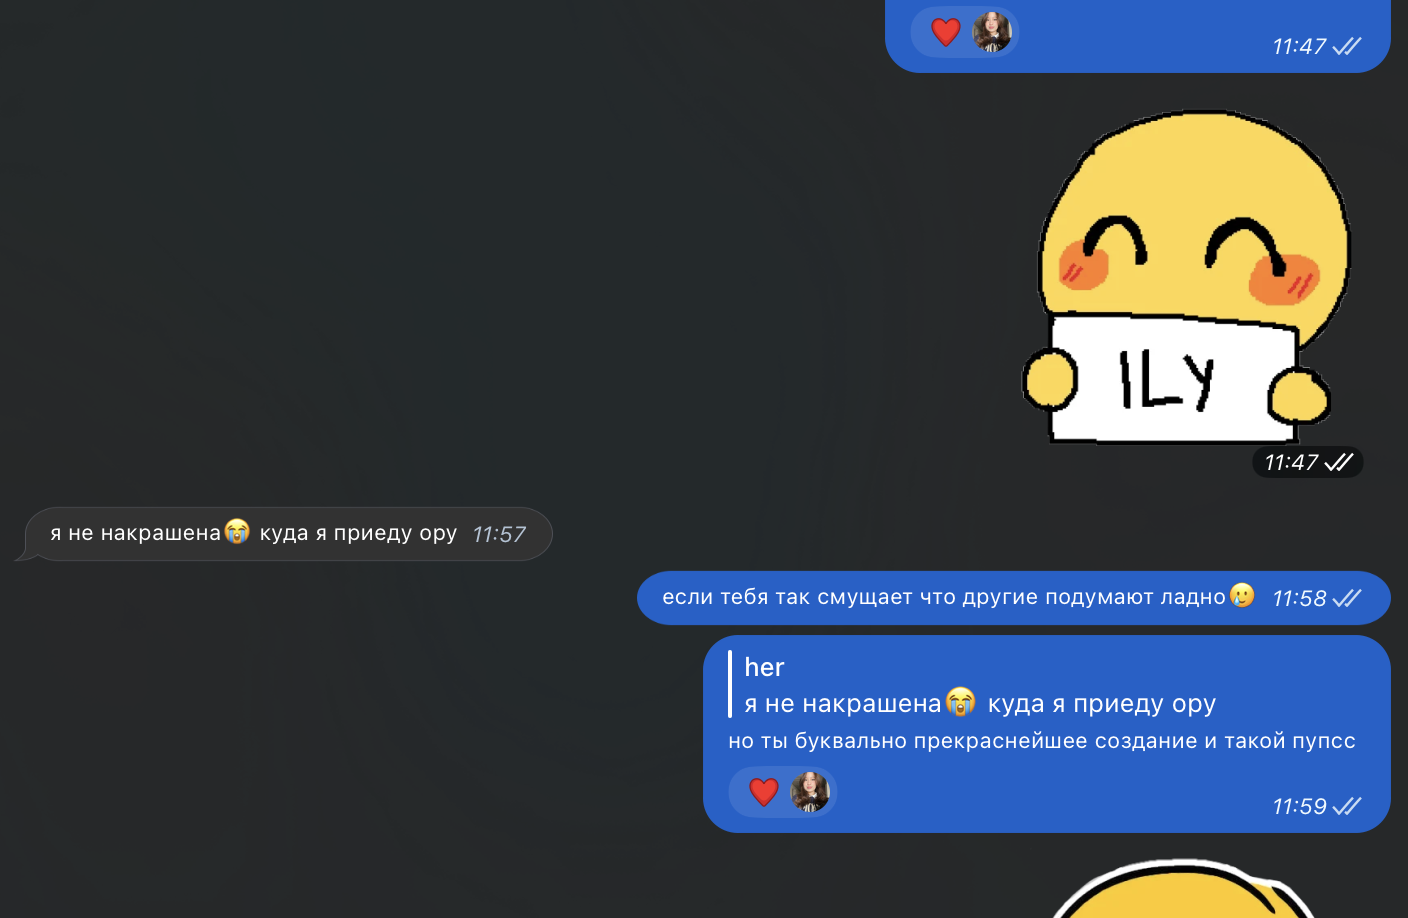 11:47
ILY
11:47
я не накрашена😭 куда я приеду ору 11:57
если тебя так смущает что другие подумают ладно🥲 11:58
her
я не накрашена😭 куда я приеду ору
но ты буквально прекраснейшее создание и такой пупсс
11:59